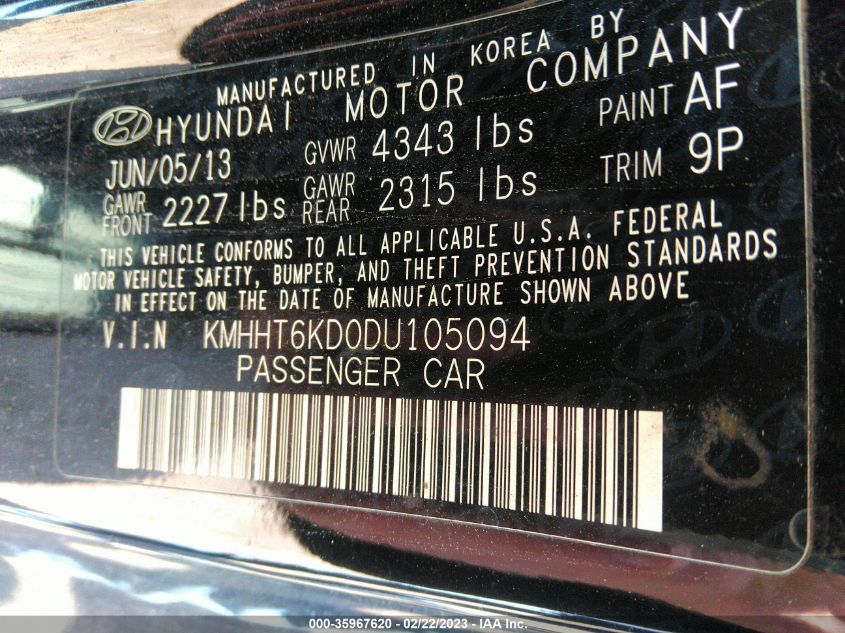 MANUFACTURED IN KOREA BY
HYUNDAI MOTOR COMPANY
JUN/05/13 GVWR 4343 lbs PAINT AF
GAWR FRONT 2227 lbs GAWR REAR 2315 lbs TRIM 9P
THIS VEHICLE CONFORMS TO ALL APPLICABLE U.S.A. FEDERAL
MOTOR VEHICLE SAFETY, BUMPER, AND THEFT PREVENTION STANDARDS
IN EFFECT ON THE DATE OF MANUFACTURE SHOWN ABOVE
V.I.N KMHHT6KD0DU105094
PASSENGER CAR
000-35967620 - 02/22/2023 - IAA Inc.